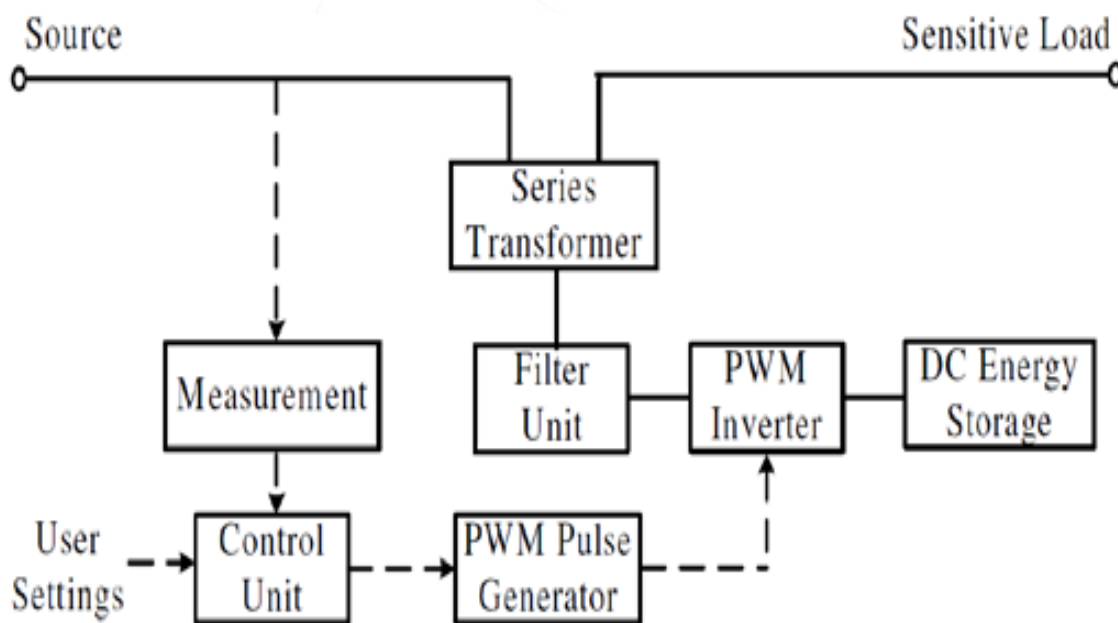 Source
Sensitive Load
Series
Transformer
Measurement
Filter
Unit
PWM
Inverter
DC Energy
Storage
User
Settings
Control
Unit
PWM Pulse
Generator